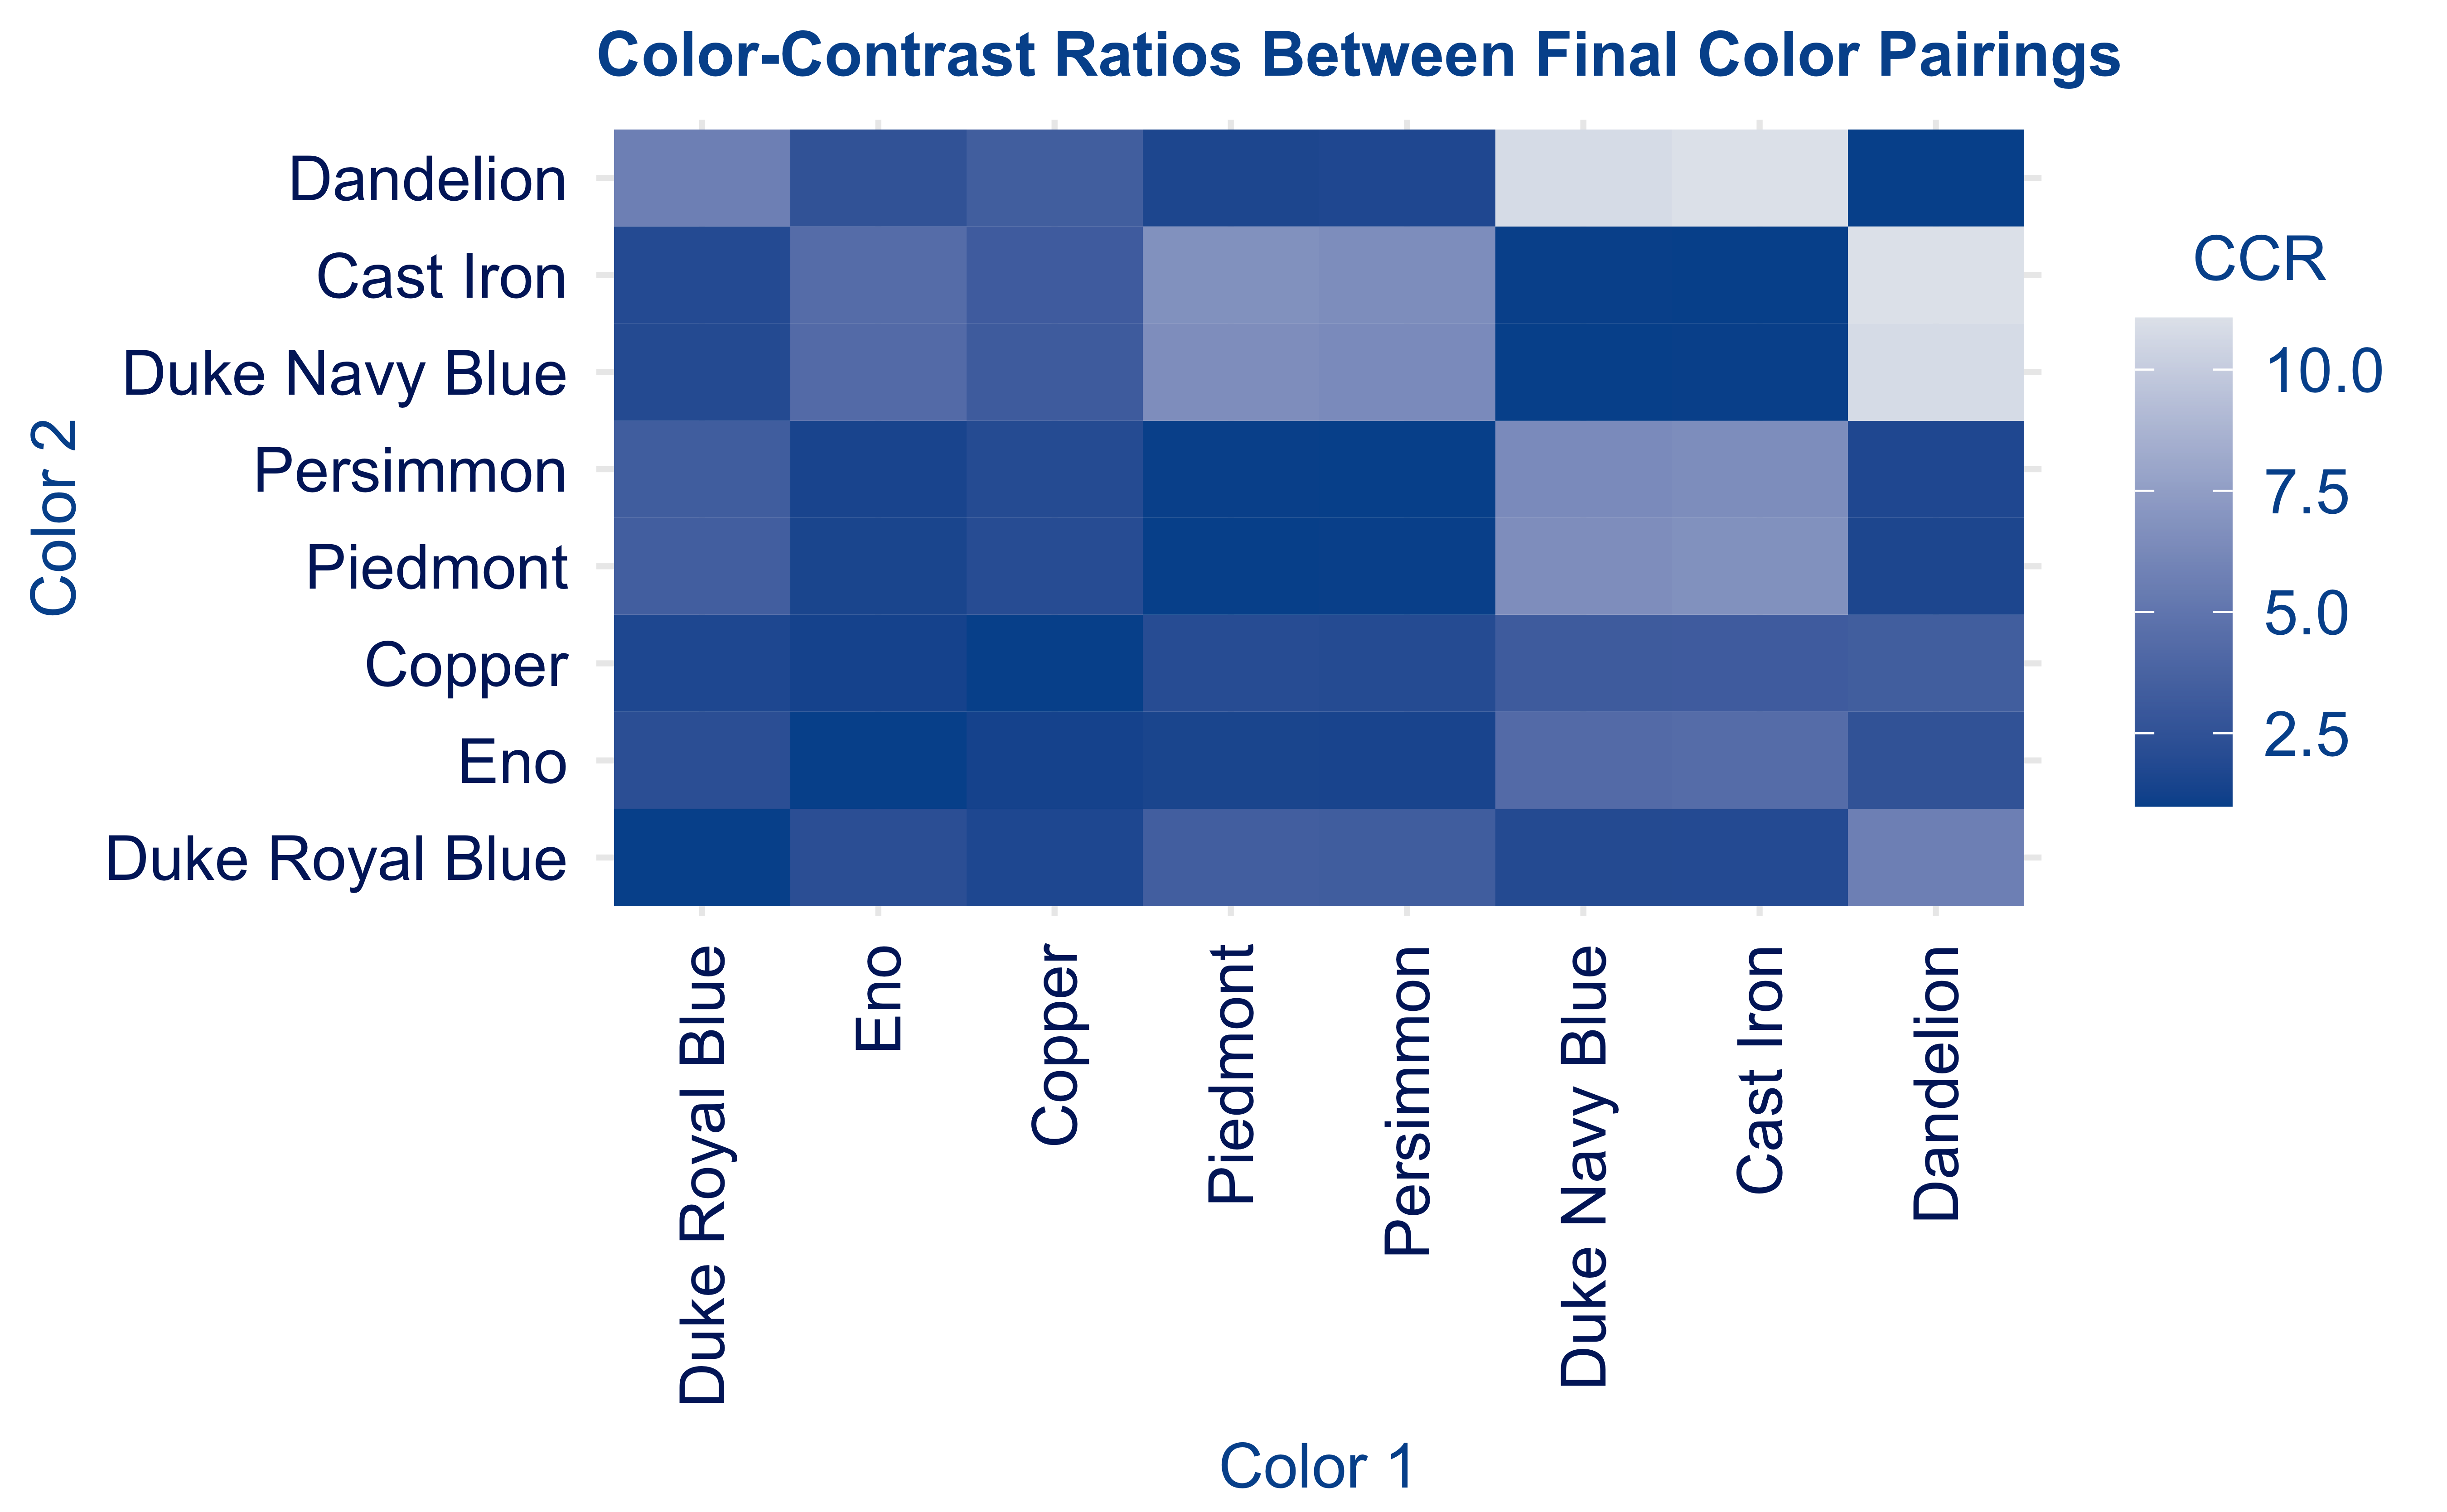 Color-Contrast Ratios Between Final Color Pairings
Color 2
Dandelion
Cast Iron
Duke Navy Blue
Persimmon
Piedmont
Copper
Eno
Duke Royal Blue
Duke Royal Blue
Eno
Copper
Piedmont
Persimmon
Duke Navy Blue
Cast Iron
Dandelion
Color 1
CCR
10.0
7.5
5.0
2.5